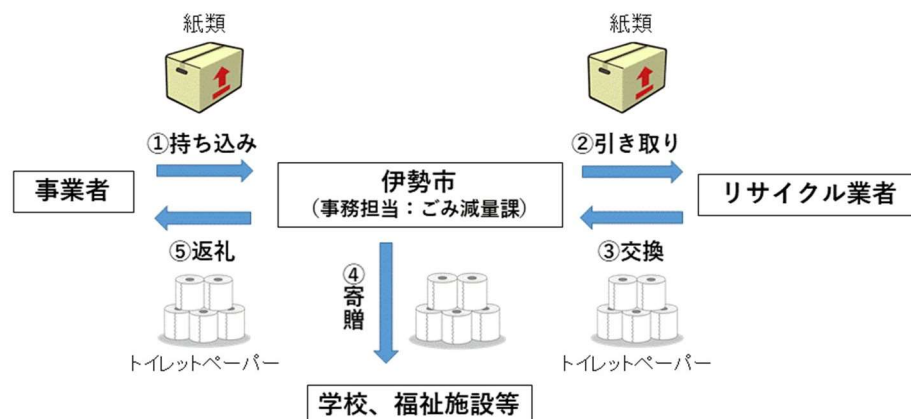 紙類
紙類
①持ち込み
②引き取り
事業者
伊勢市
(事務担当：ごみ減量課)
リサイクル業者
⑤返礼
④寄贈
③交換
トイレットペーパー
トイレットペーパー
学校、福祉施設等